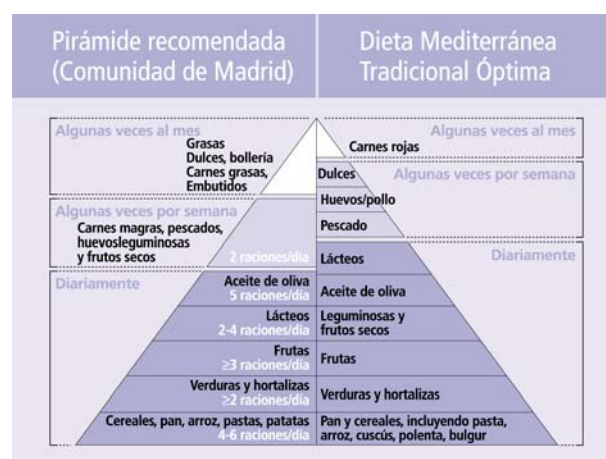 Pirámide recomendada
(Comunidad de Madrid)
Dieta Mediterránea
Tradicional Óptima
Algunas veces al mes
Grasas
Dulces, bollería
Carnes grasas,
Embutidos
Algunas veces por semana
Carnes magras, pescados,
huevosleguminosas
y frutos secos
2 raciones/día
Diariamente
Aceite de oliva
5 raciones/día
Lácteos
2-4 raciones/día
Frutas
≥3 raciones/día
Verduras y hortalizas
≥2 raciones/día
Cereales, pan, arroz, pastas, patatas
4-6 raciones/día
Algunas veces al mes
Carnes rojas
Dulces
Algunas veces por semana
Huevos/pollo
Pescado
Lácteos
Diariamente
Aceite de oliva
Leguminosas y
frutos secos
Frutas
Verduras y hortalizas
Pan y cereales, incluyendo pasta,
arroz, cuscús, polenta, bulgur